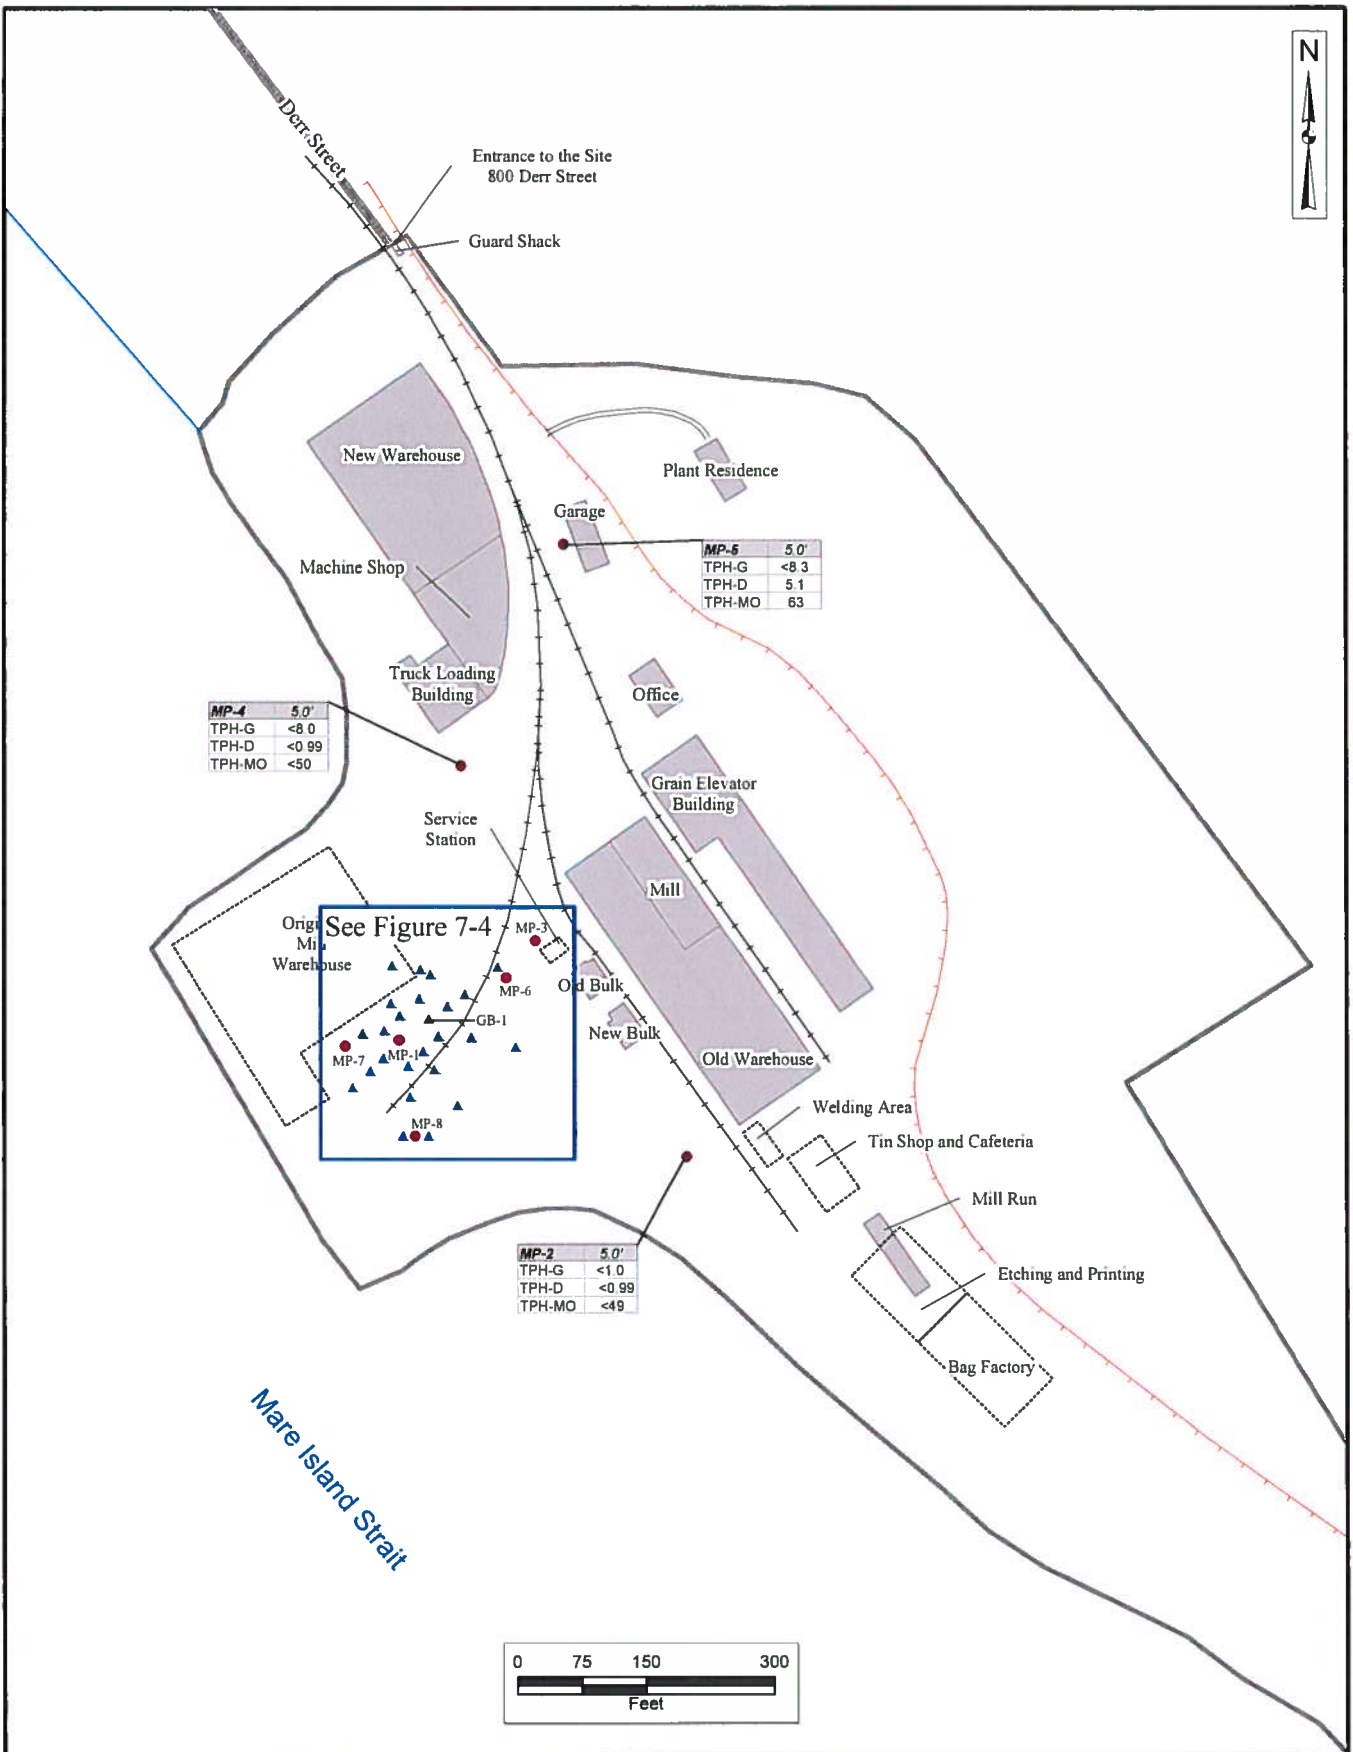 N
Derr Street
Entrance to the Site
800 Derr Street
Guard Shack
New Warehouse
Plant Residence
Garage
Machine Shop
MP-5 5.0'
TPH-G <8.3
TPH-D 5.1
TPH-MO 63
Truck Loading
Building
Office
MP-4 5.0'
TPH-G <8.0
TPH-D <0.99
TPH-MO <50
Grain Elevator
Building
Service
Station
Mill
See Figure 7-4
MP-3
Warehouse
MP-6
Old Bulk
GB-1
New Bulk
MP-7
MP-1
Old Warehouse
MP-8
Welding Area
Tin Shop and Cafeteria
Mill Run
MP-2 5.0'
TPH-G <1.0
TPH-D <0.99
TPH-MO <49
Etching and Printing
Bag Factory
Mare Island Strait
0 75 150 300
Feet